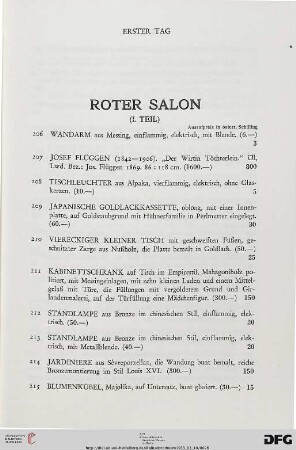 ERSTER TAG
ROTER SALON
(I. TEIL)
Ausrufpreis in österr. Schilling
206 WANDARM aus Messing, einflammig, elektrisch, mit Blende. (6.—)
3
207 JOSEF FLÜGGEN (1842—1906). „Der Wirtin Töchterlein.“ Öl,
Lwd. Bez.: Jos. Flüggen 1869. 86 : 118 cm. (1600.—) 800
208 TISCHLEUCHTER aus Alpaka, vierflammig, elektrisch, ohne Glas-
kerzen. (10.—) 5
209 JAPANISCHE GOLDLACKKASSETTE, oblong, mit einer Innen-
platte, auf Goldraubgrund mit Hühnerfamilie in Perlmutter eingelegt.
(60.—) 30
210 VIERECKIGER KLEINER TISCH mit geschweiften Füßen, ge-
schnitzter Zarge aus Nußholz, die Platte bemalt in Goldlack. (50.—)
25
211 KABINETTSCHRANK auf Tisch im Empirestil, Mahagoniholz po-
litiert, mit Messingeinlagen, mit zehn kleinen Laden und einem Mittel-
gelaß mit Türe, die Füllungen mit vergoldetem Grund und Gir-
landenmalerei, auf der Türfüllung eine Mädchenfigur. (300.—) 150
212 STANDLAMPE aus Bronze im chinesischen Stil, einflammig, elek-
trisch. (50.—) 20
213 STANDLAMPE aus Bronze im chinesischen Stil, einflammig, elek-
trisch, mit Metallblende. (40.—) 20
214 JARDINIERE aus Sèvresporzellan, die Wandung bunt bemalt, reiche
Bronzemontierung im Stil Louis XVI. (300.—) 150
215 BLUMENKÜBEL, Majolika, auf Untersatz, bunt glasiert. (30.—) 15
UNIVERSITÄTS-
BIBLIOTHEK
HEIDELBERG
DFG